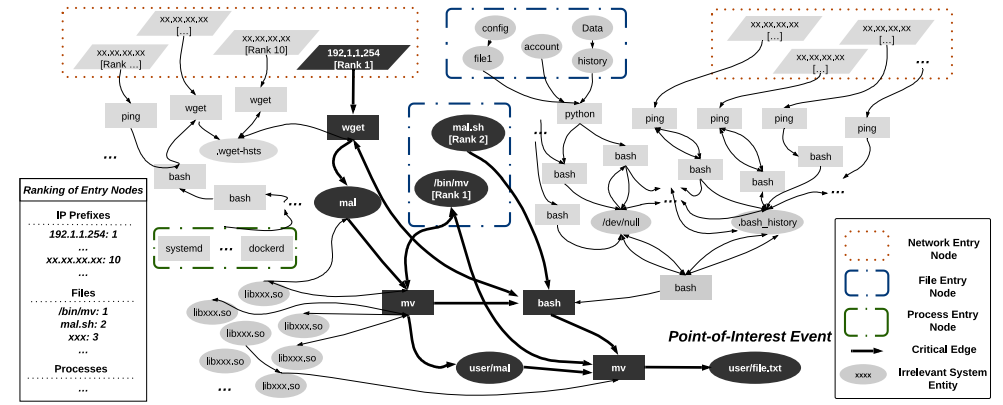 xx.xx.xx.xx
[...]
xx.xx.xx.xx
[Rank ...]
xx.xx.xx.xx
[Rank 10]
192.1.1.254
[Rank 1]
config
file1
account
Data
history
xx.xx.xx.xx
[...]
xx.xx.xx.xx
[...]
xx.xx.xx.xx
[...]
...
ping
wget
wget
.wget-hsts
wget
mal.sh
[Rank 2]
/bin/mv
[Rank 1]
python
ping
ping
ping
ping
...
bash
bash
...
bash
bash
bash
bash
bash
...
...
...
bash
/dev/null
.bash_history
bash
...
bash
...
systemd
...
dockerd
mal
Ranking of Entry Nodes
IP Prefixes
192.1.1.254: 1
...
xx.xx.xx.xx: 10
...
Files
/bin/mv: 1
mal.sh: 2
xxx: 3
...
Processes
...
libxxx.so
libxxx.so
libxxx.so
libxxx.so
libxxx.so
libxxx.so
libxxx.so
...
mv
bash
user/mal
mv
user/file.txt
Point-of-Interest Event
Network Entry
Node
File Entry
Node
Process Entry
Node
Critical Edge
xxxx
Irrelevant System
Entity